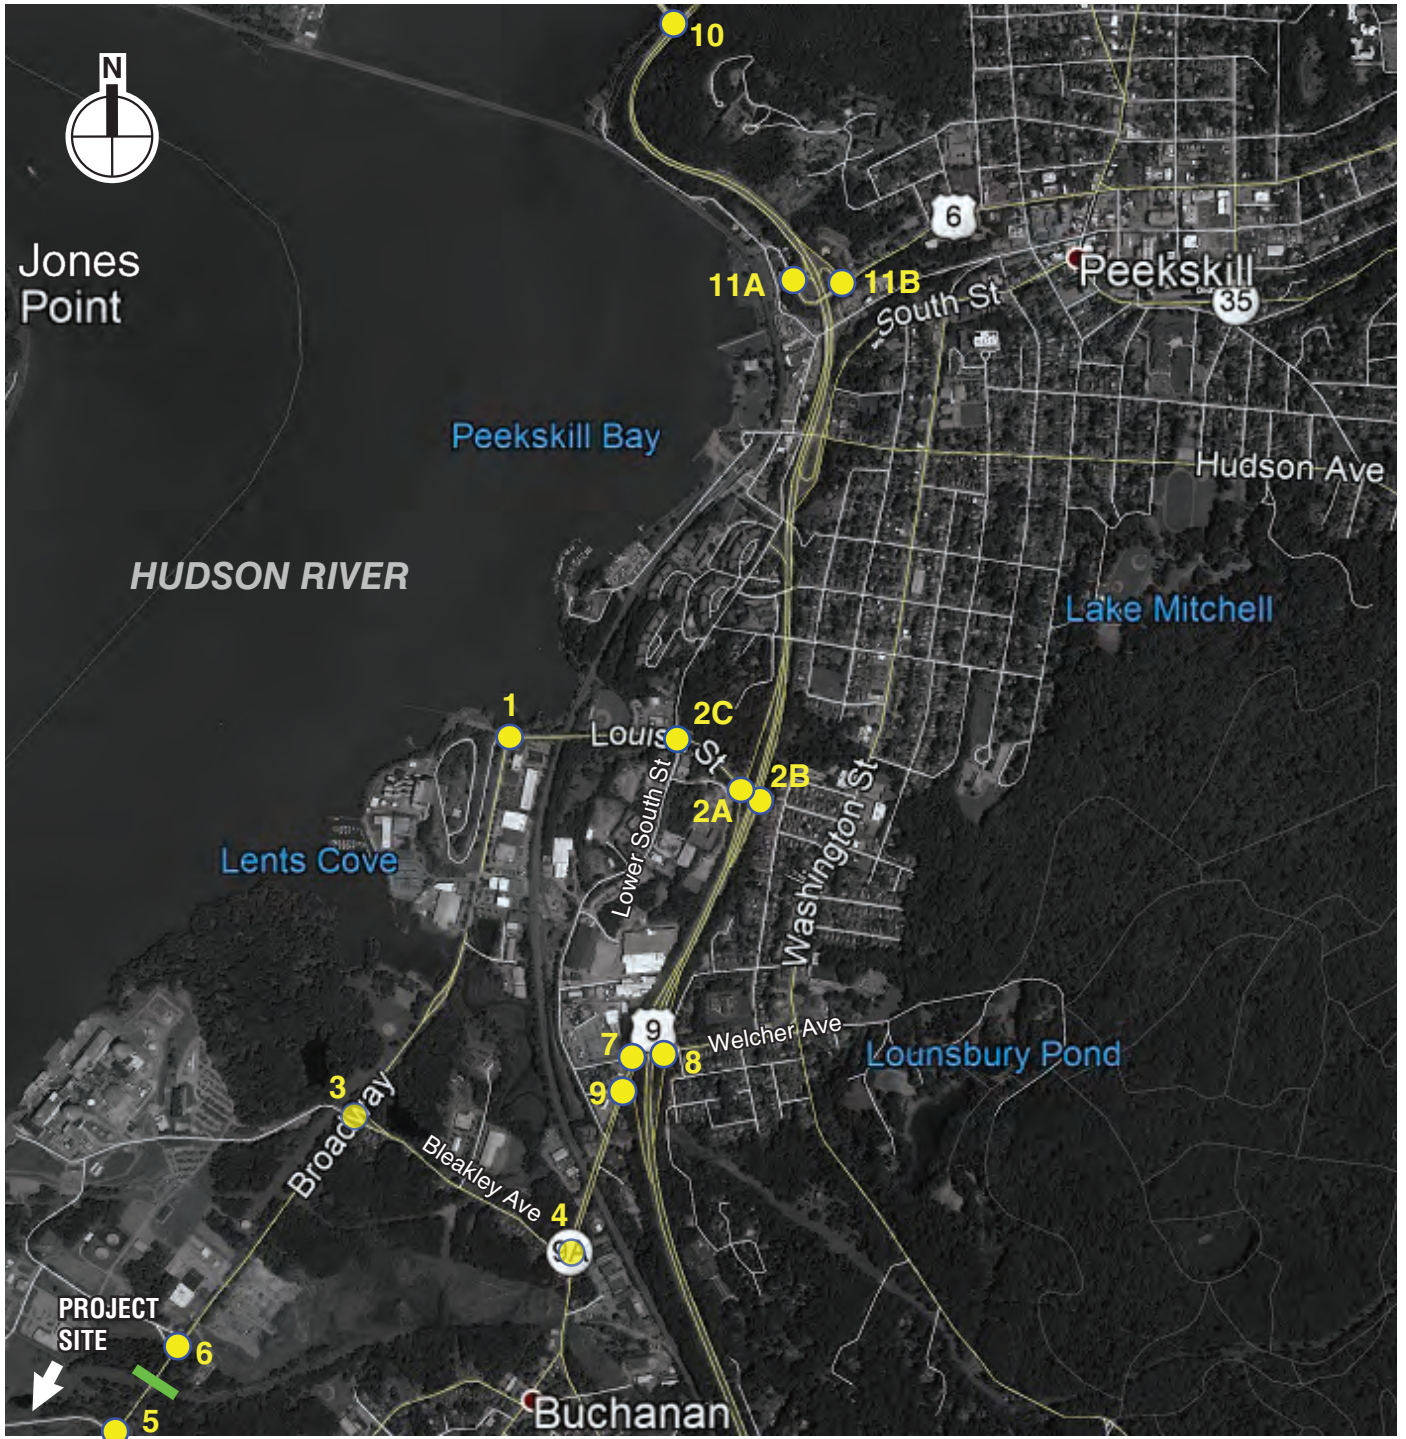 10
N
6
Jones
Point
11A
11B
Peekskill
South St
35
Peekskill Bay
Hudson Ave
HUDSON RIVER
Lake Mitchell
1
2C
Louisa St
2B
2A
Lower South St
Washington St
Lents Cove
9
Welcher Ave
7
8
Lounsbury Pond
9
3
Broadway
Bleakley Ave
4
9A
PROJECT
SITE
6
5
Buchanan